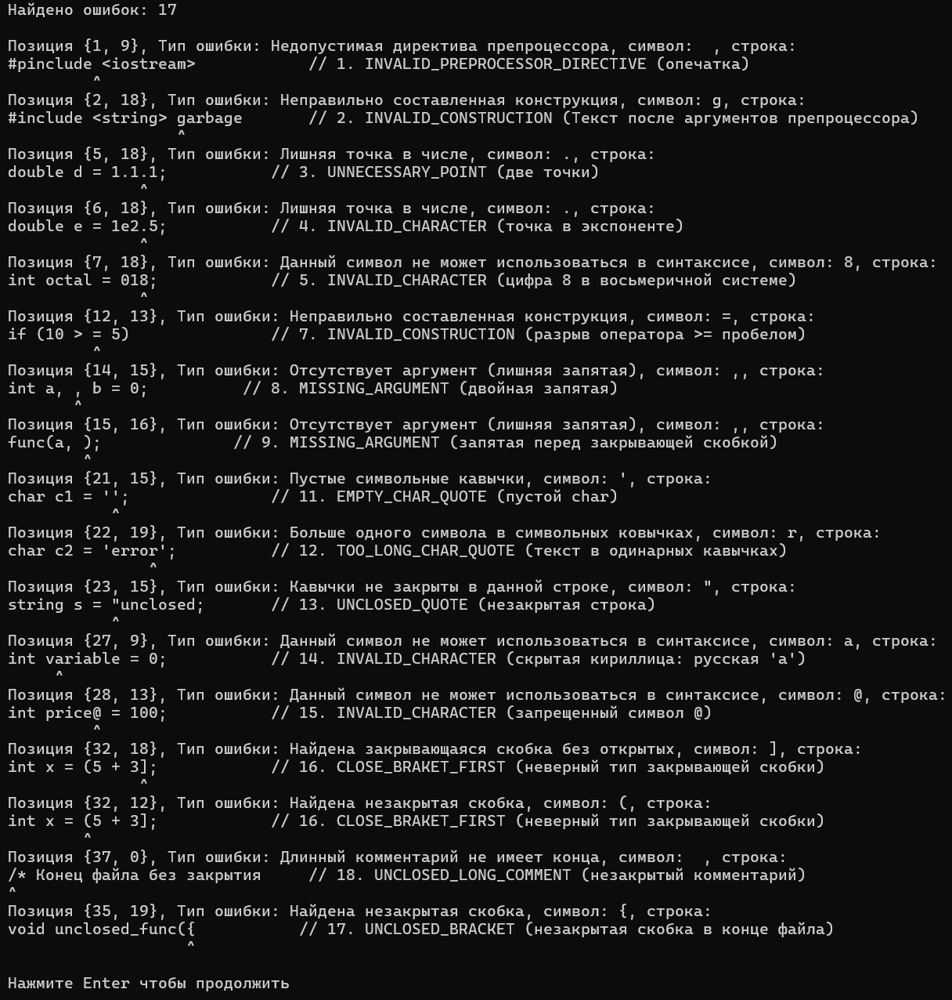 Найдено ошибок: 17

Позиция {1, 9}, Тип ошибки: Недопустимая директива препроцессора, символ:  , строка:
#pinclude <iostream>            // 1. INVALID_PREPROCESSOR_DIRECTIVE (опечатка)
         ^
Позиция {2, 18}, Тип ошибки: Неправильно составленная конструкция, символ: g, строка:
#include <string> garbage       // 2. INVALID_CONSTRUCTION (Текст после аргументов препроцессора)
                  ^
Позиция {5, 18}, Тип ошибки: Лишняя точка в числе, символ: ., строка:
double d = 1.1.1;           // 3. UNNECESSARY_POINT (две точки)
              ^
Позиция {6, 18}, Тип ошибки: Лишняя точка в числе, символ: ., строка:
double e = 1e2.5;           // 4. INVALID_CHARACTER (точка в экспоненте)
              ^
Позиция {7, 18}, Тип ошибки: Данный символ не может использоваться в синтаксисе, символ: 8, строка:
int octal = 018;            // 5. INVALID_CHARACTER (цифра 8 в восьмеричной системе)
              ^
Позиция {12, 13}, Тип ошибки: Неправильно составленная конструкция, символ: =, строка:
if (10 > = 5)               // 7. INVALID_CONSTRUCTION (разрыв оператора >= пробелом)
         ^
Позиция {14, 15}, Тип ошибки: Отсутствует аргумент (лишняя запятая), символ: ,, строка:
int a, , b = 0;          // 8. MISSING_ARGUMENT (двойная запятая)
       ^
Позиция {15, 16}, Тип ошибки: Отсутствует аргумент (лишняя запятая), символ: ,, строка:
func(a, );              // 9. MISSING_ARGUMENT (запятая перед закрывающей скобкой)
        ^
Позиция {21, 15}, Тип ошибки: Пустые символьные кавычки, символ: ', строка:
char c1 = '';               // 11. EMPTY_CHAR_QUOTE (пустой char)
           ^
Позиция {22, 19}, Тип ошибки: Больше одного символа в символьных ковычках, символ: r, строка:
char c2 = 'error';          // 12. TOO_LONG_CHAR_QUOTE (текст в одинарных кавычках)
               ^
Позиция {23, 15}, Тип ошибки: Кавычки не закрыты в данной строке, символ: ", строка:
string s = "unclosed;       // 13. UNCLOSED_QUOTE (незакрытая строка)
           ^
Позиция {27, 9}, Тип ошибки: Данный символ не может использоваться в синтаксисе, символ: а, строка:
int vаriable = 0;           // 14. INVALID_CHARACTER (скрытая кириллица: русская 'а')
     ^
Позиция {28, 13}, Тип ошибки: Данный символ не может использоваться в синтаксисе, символ: @, строка:
int price@ = 100;           // 15. INVALID_CHARACTER (запрещенный символ @)
         ^
Позиция {32, 18}, Тип ошибки: Найдена закрывающаяся скобка без открытых, символ: ], строка:
int x = (5 + 3];            // 16. CLOSE_BRAKET_FIRST (неверный тип закрывающей скобки)
              ^
Позиция {32, 12}, Тип ошибки: Найдена незакрытая скобка, символ: (, строка:
int x = (5 + 3];            // 16. CLOSE_BRAKET_FIRST (неверный тип закрывающей скобки)
        ^
Позиция {37, 0}, Тип ошибки: Длинный комментарий не имеет конца, символ:  , строка:
/* Конец файла без закрытия     // 18. UNCLOSED_LONG_COMMENT (незакрытый комментарий)
^
Позиция {35, 19}, Тип ошибки: Найдена незакрытая скобка, символ: {, строка:
void unclosed_func({           // 17. UNCLOSED_BRACKET (незакрытая скобка в конце файла)
                   ^

Нажмите Enter чтобы продолжить